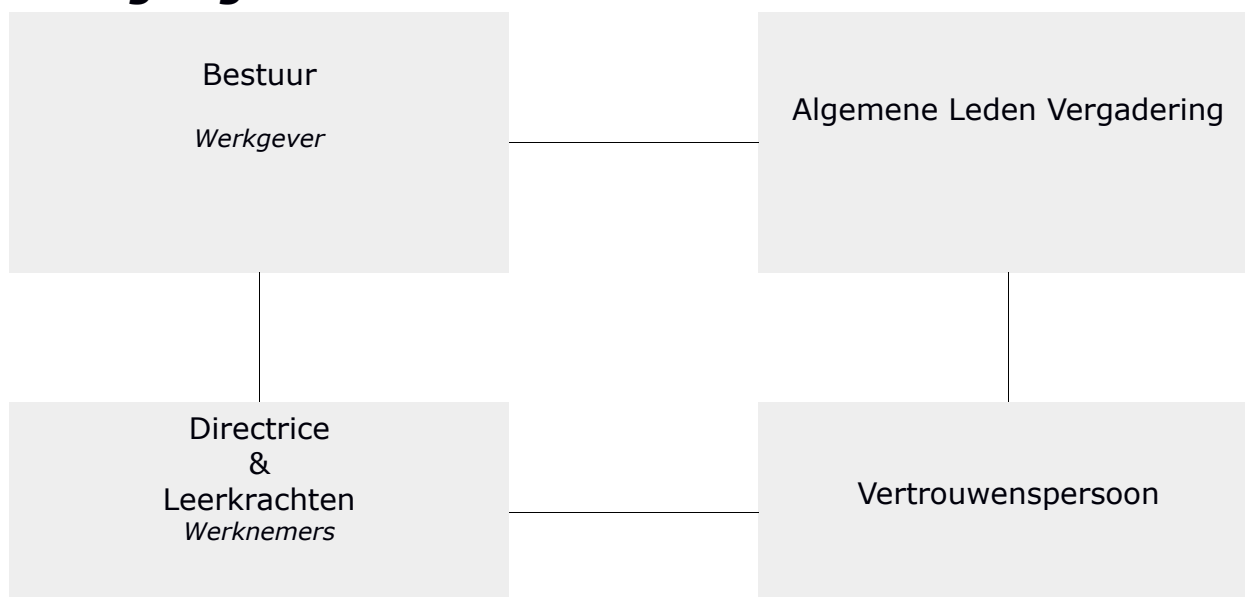 Bestuur
Werkgever
Algemene Leden Vergadering
Directrice
&
Leerkrachten
Werknemers
Vertrouwenspersoon